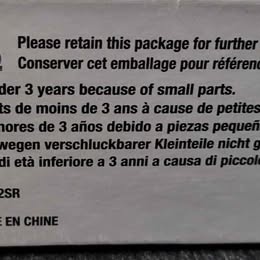 Please retain this package for further
Conserver cet emballage pour référen
der 3 years because of small parts.
ts de moins de 3 ans à cause de petites
nores de 3 años debido a piezas pequeñ
wegen verschluckbarer Kleinteile nicht g
di età inferiore a 3 anni a causa di piccol
2SR
E EN CHINE